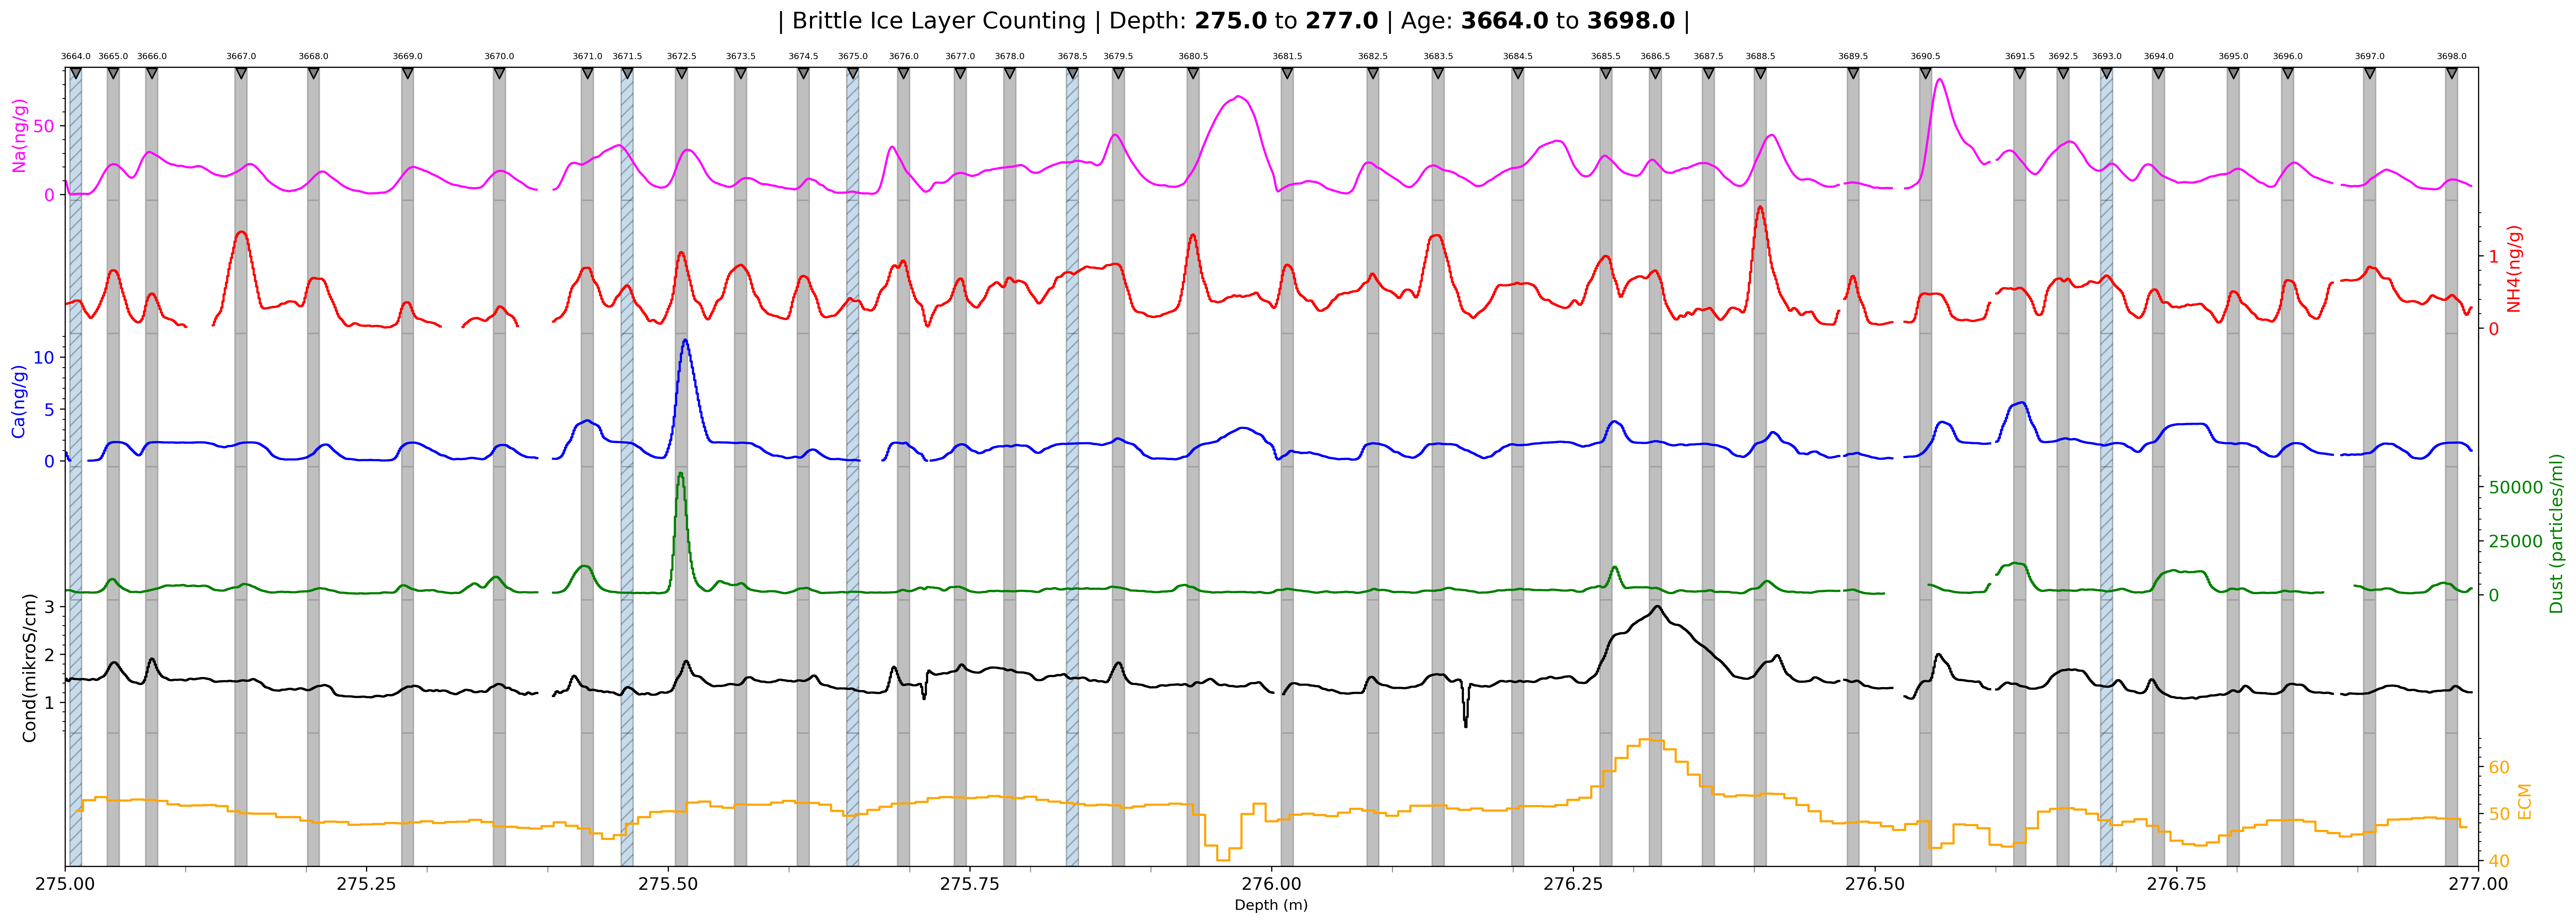 | Brittle Ice Layer Counting | Depth: 275.0 to 277.0 | Age: 3664.0 to 3698.0 |
3664.0 3665.0 3666.0 3667.0 3668.0 3669.0 3670.0 3671.0 3671.5 3672.5 3673.5 3674.5 3675.0 3676.0 3677.0 3678.0 3678.5 3679.5 3680.5 3681.5 3682.5 3683.5 3684.5 3685.5 3686.5 3687.5 3688.5 3689.5 3690.5 3691.5 3692.5 3693.0 3694.0 3695.0 3696.0 3697.0 3698.0
Na(ng/g)
50
0
NH4(ng/g)
1
0
Ca(ng/g)
10
5
0
Dust (particles/ml)
50000
25000
0
Cond(mikroS/cm)
3
2
1
ECM
60
50
40
275.00 275.25 275.50 275.75 276.00 276.25 276.50 276.75 277.00
Depth (m)